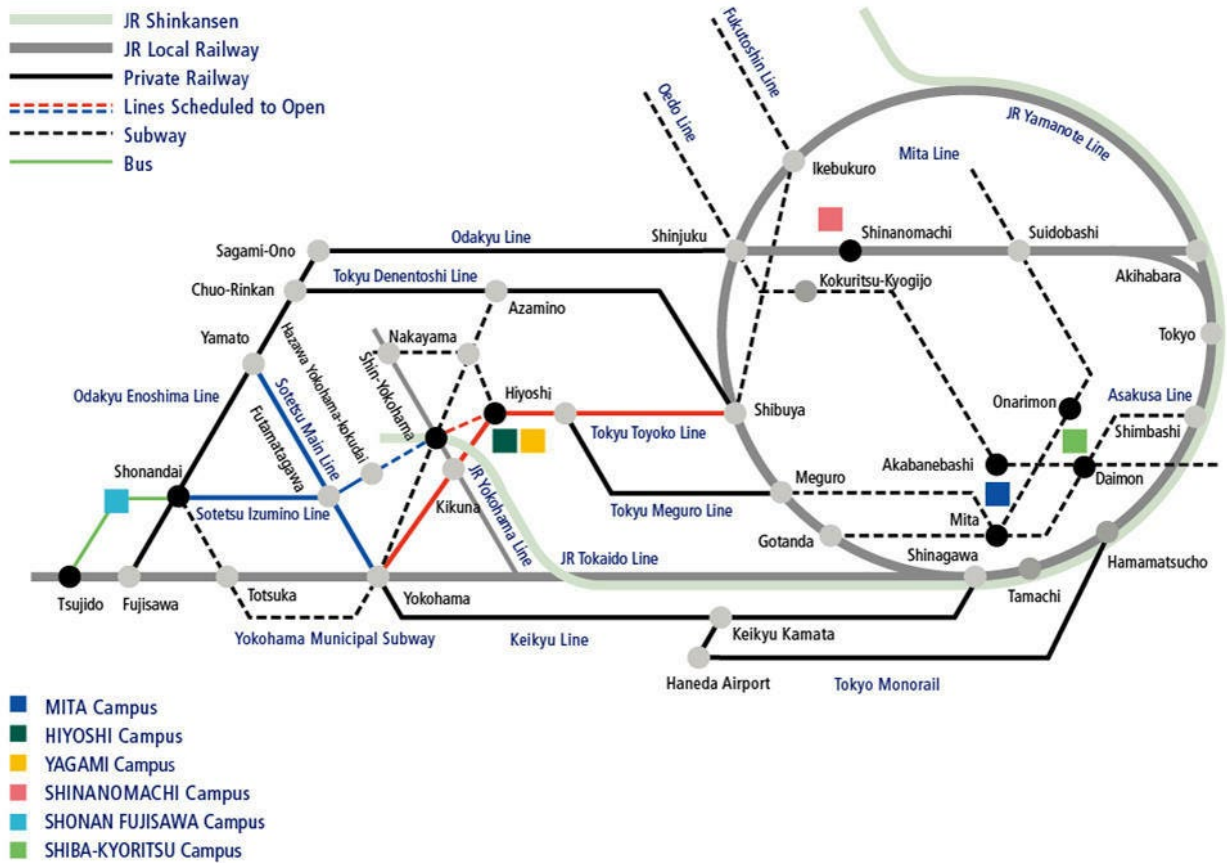 JR Shinkansen
JR Local Railway
Private Railway
Lines Scheduled to Open
Subway
Bus
Fukutoshin Line
Oedo Line
JR Yamanote Line
Mita Line
Ikebukuro
Shinjuku
Shinanomachi
Suidobashi
Akihabara
Sagami-Ono
Odakyu Line
Chuo-Rinkan
Tokyu Denentoshi Line
Azamino
Kokuritsu-Kyogijo
Tokyo
Yamato
Hazawa Yokohama-kokudai
Nakayama
Shin-Yokohama
Hiyoshi
Odakyu Enoshima Line
Sotetsu Main Line
Futamatagawa
Tokyu Toyoko Line
Shibuya
Onarimon
Asakusa Line
Shimbashi
Shonandai
Sotetsu Izumino Line
Kikuna
JR Yokohama Line
Tokyu Meguro Line
Meguro
Akabanebashi
Daimon
Mita
Gotanda
Shinagawa
Hamamatsucho
JR Tokaido Line
Tamachi
Tsujido
Fujisawa
Totsuka
Yokohama
Yokohama Municipal Subway
Keikyu Line
Keikyu Kamata
Haneda Airport
Tokyo Monorail
MITA Campus
HIYOSHI Campus
YAGAMI Campus
SHINANOMACHI Campus
SHONAN FUJISAWA Campus
SHIBA-KYORITSU Campus